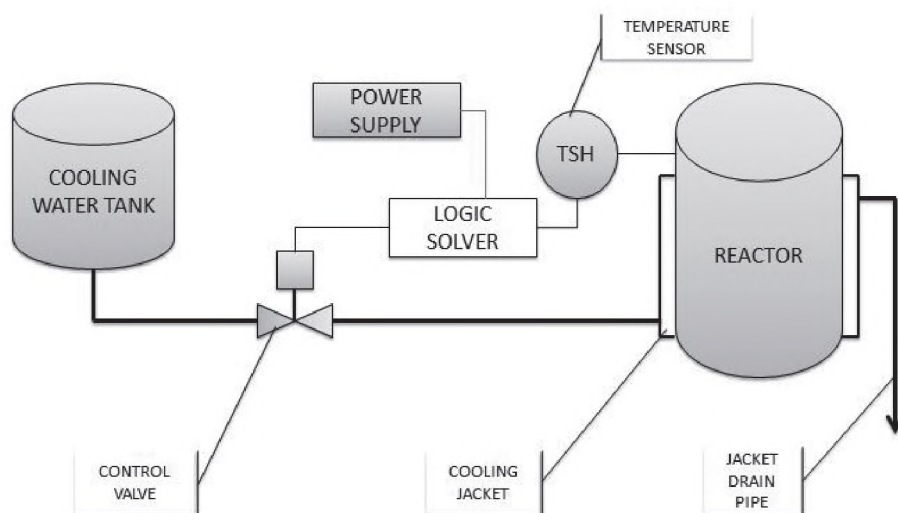 TEMPERATURE
SENSOR
POWER
SUPPLY
TSH
COOLING
WATER TANK
LOGIC
SOLVER
REACTOR
CONTROL
VALVE
COOLING
JACKET
JACKET
DRAIN
PIPE